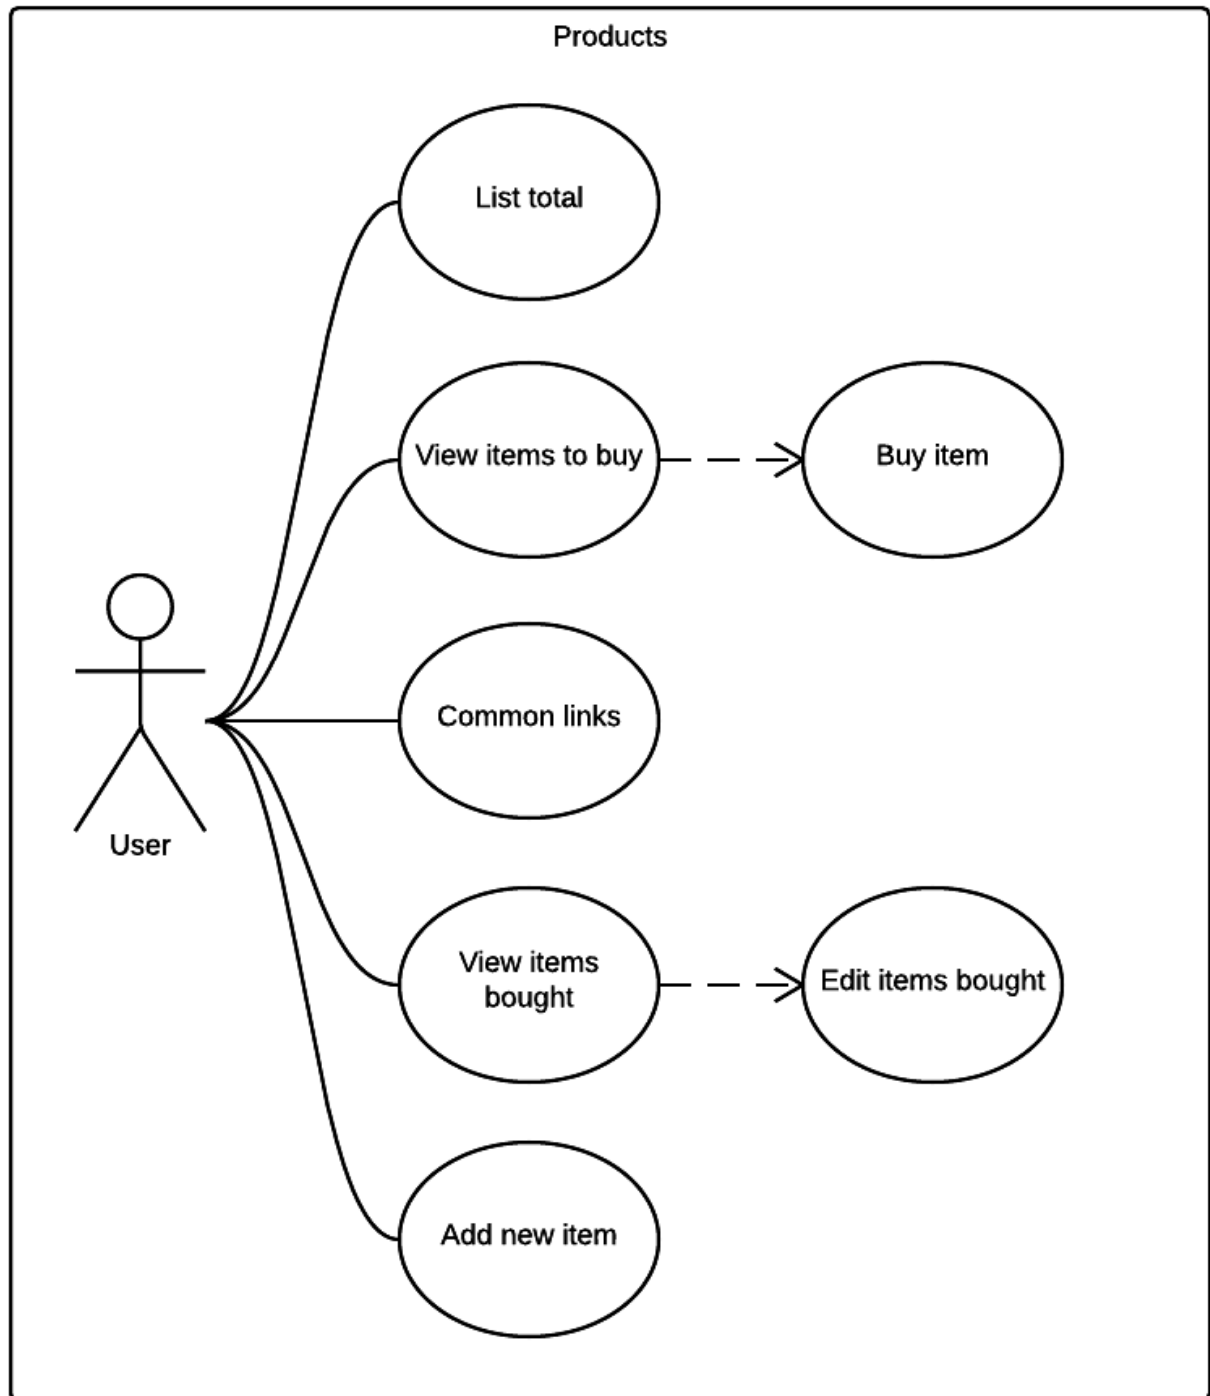 Products
List total
View items to buy
Buy item
Common links
User
View items
bought
Edit items bought
Add new item